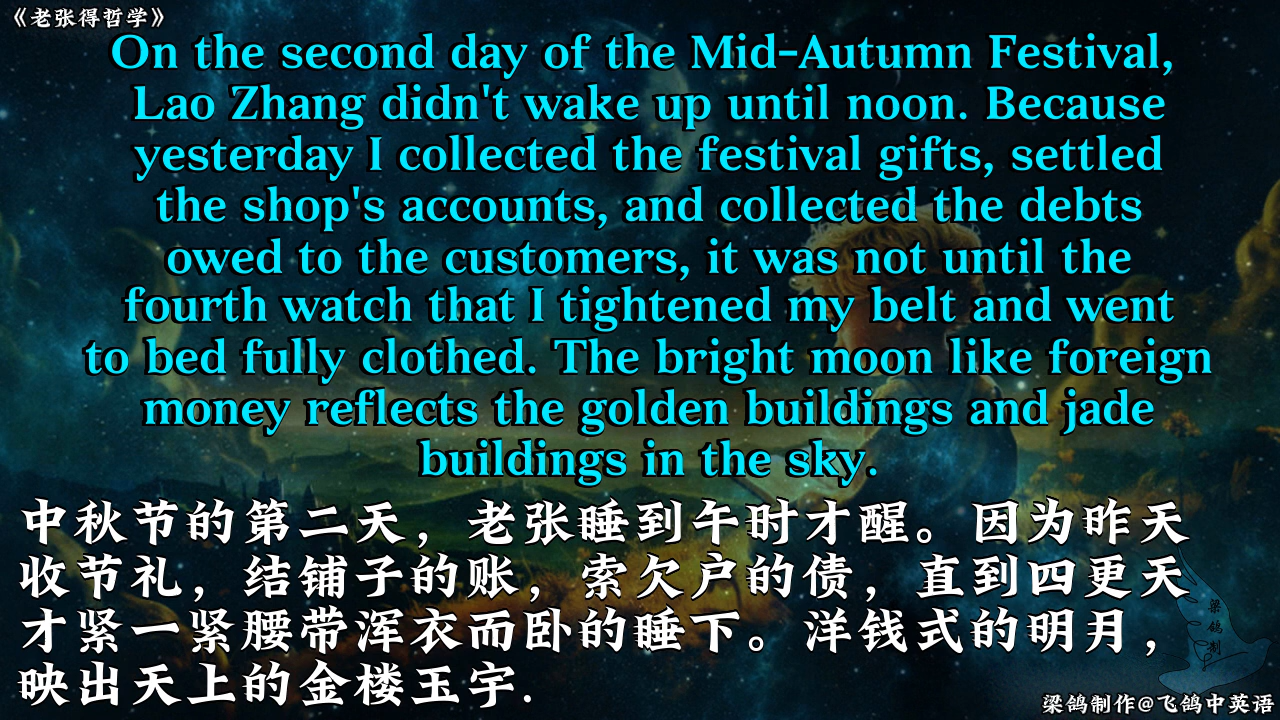 《老张得哲学》
On the second day of the Mid-Autumn Festival,
Lao Zhang didn't wake up until noon. Because
yesterday I collected the festival gifts, settled
the shop's accounts, and collected the debts
owed to the customers, it was not until the
fourth watch that I tightened my belt and went
to bed fully clothed. The bright moon like foreign
money reflects the golden buildings and jade
buildings in the sky.
中秋节的第二天，老张睡到午时才醒。因为昨天
收节礼，结铺子的账，索欠户的债，直到四更天
才紧一紧腰带浑衣而卧的睡下。洋钱式的明月，
映出天上的金楼玉宇.
梁鸽制
梁鸽制作@飞鸽中英语